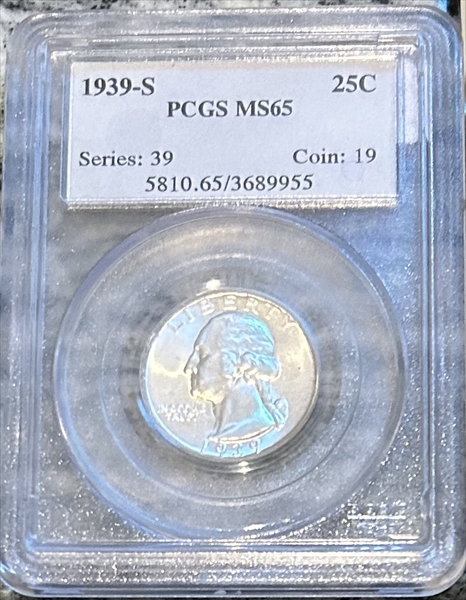 1939-S 25C
PCGS MS65
Series: 39 Coin: 19
5810.65/3689955
LIBERTY
IN GOD WE
TRUST
1939